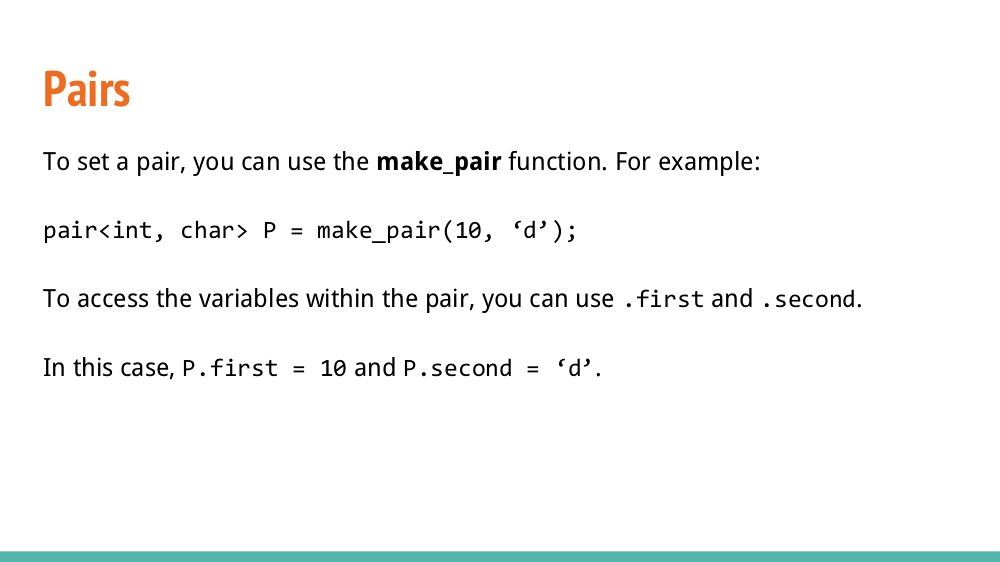 Pairs
To set a pair, you can use the make_pair function. For example:
pair<int, char> P = make_pair(10, ‘d’);
To access the variables within the pair, you can use .first and .second.
In this case, P.first = 10 and P.second = ‘d’.